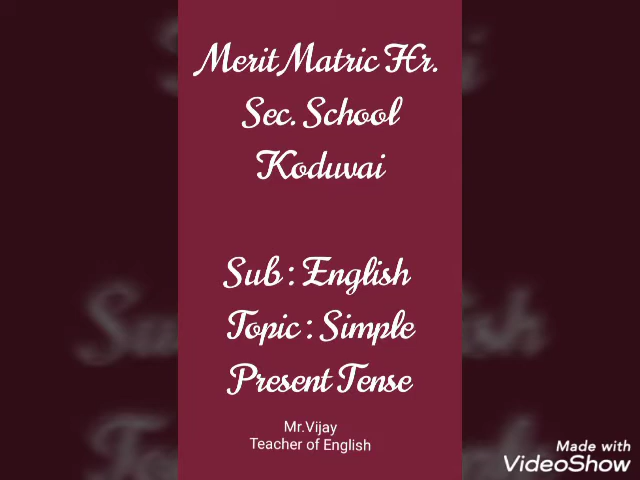 Merit Matric Hr.
Sec. School
Koduvai
Sub : English
Topic : Simple
Present Tense
Mr.Vijay
Teacher of English
Made with
VideoShow